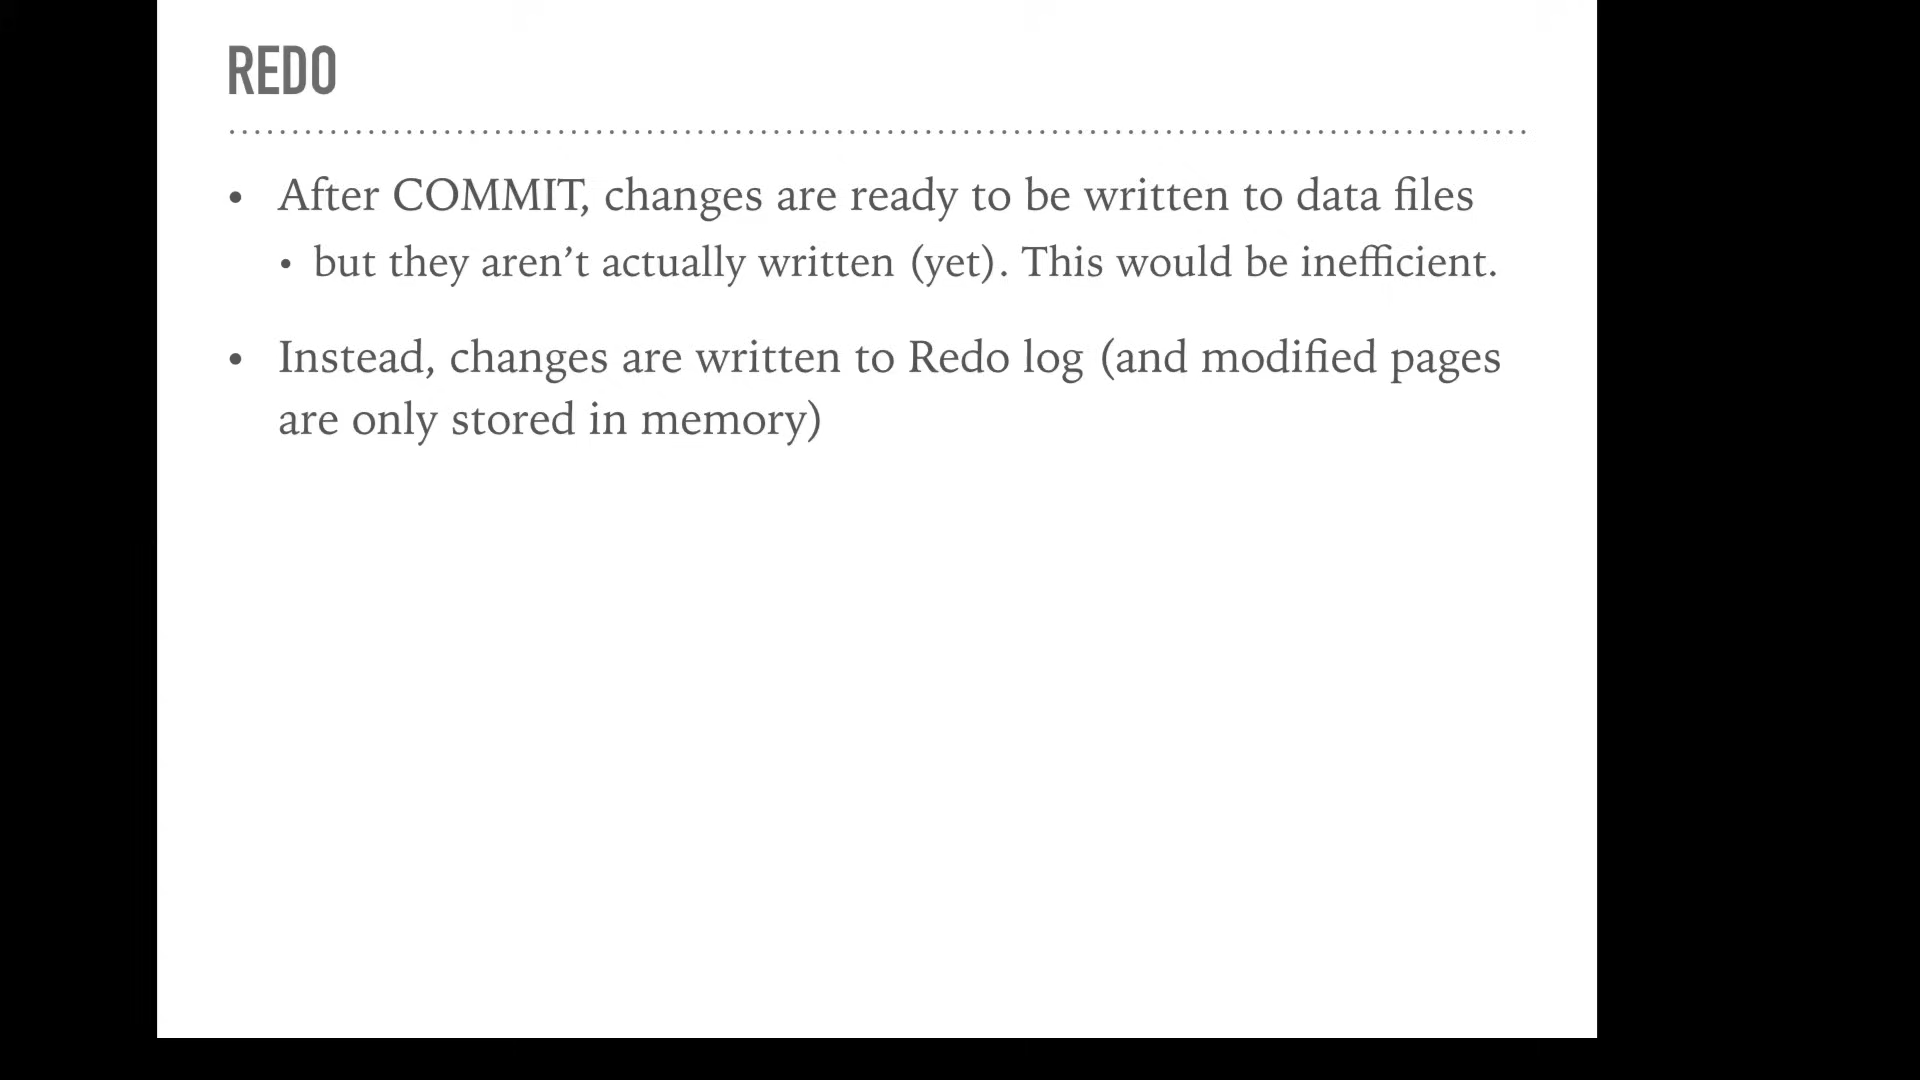 REDO
• After COMMIT, changes are ready to be written to data files
• but they aren’t actually written (yet). This would be inefficient.
• Instead, changes are written to Redo log (and modified pages
are only stored in memory)